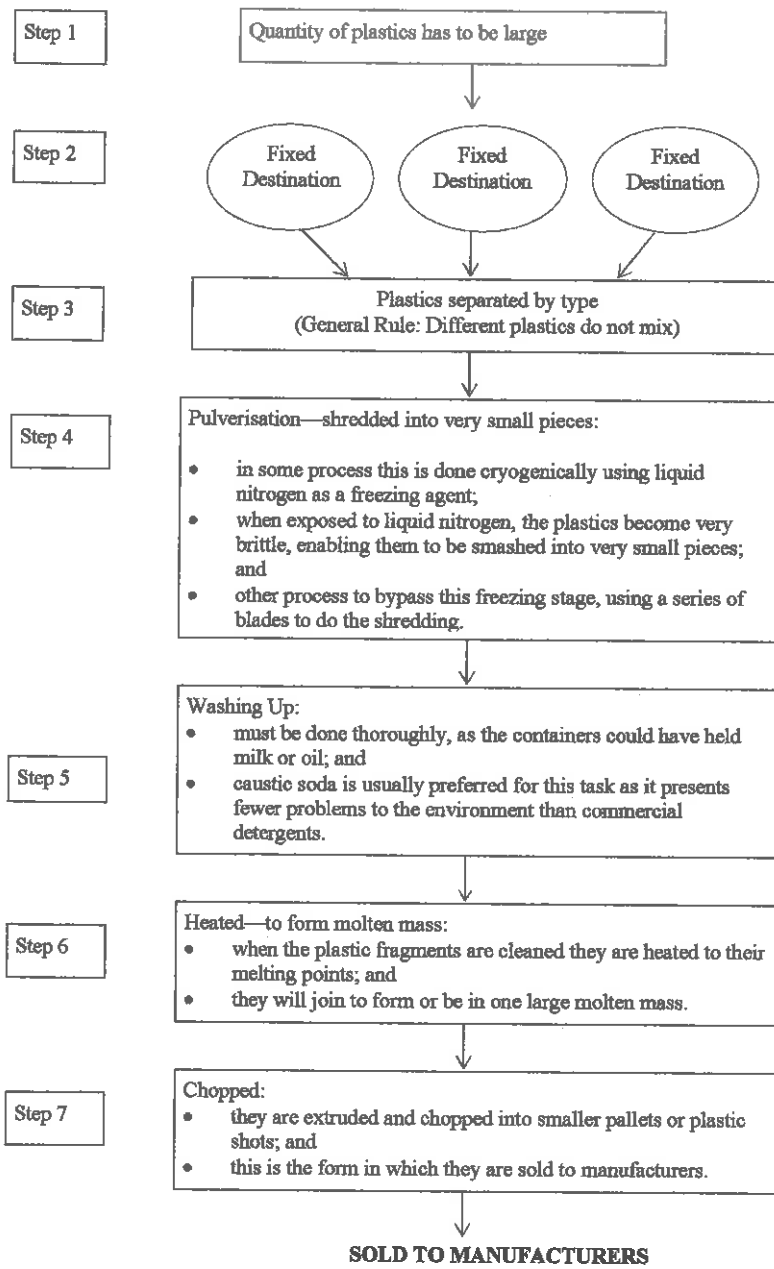 Step 1
Quantity of plastics has to be large
Step 2
Fixed
Destination
Fixed
Destination
Fixed
Destination
Step 3
Plastics separated by type
(General Rule: Different plastics do not mix)
Step 4
Pulverisation—shredded into very small pieces:
• in some process this is done cryogenically using liquid
nitrogen as a freezing agent;
• when exposed to liquid nitrogen, the plastics become very
brittle, enabling them to be smashed into very small pieces;
and
• other process to bypass this freezing stage, using a series of
blades to do the shredding.
Step 5
Washing Up:
• must be done thoroughly, as the containers could have held
milk or oil; and
• caustic soda is usually preferred for this task as it presents
fewer problems to the environment than commercial
detergents.
Step 6
Heated—to form molten mass:
• when the plastic fragments are cleaned they are heated to their
melting points; and
• they will join to form or be in one large molten mass.
Step 7
Chopped:
• they are extruded and chopped into smaller pallets or plastic
shots; and
• this is the form in which they are sold to manufacturers.
SOLD TO MANUFACTURERS